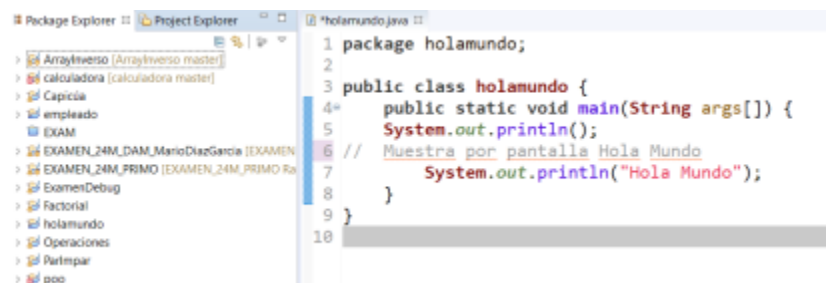 Package Explorer
Project Explorer
ArrayInverso [ArrayInverso master]
calculadora [calculadora master]
Capicúa
empleado
EXAM
EXAMEN_24M_DAM_MarioDiazGarcia [EXAMEN
EXAMEN_24M_PRIMO [EXAMEN_24M_PRIMO Ra
ExamenDebug
Factorial
holamundo
Operaciones
ParImpar
ppo
*holamundo.java
1 package holamundo;
2
3 public class holamundo {
4 public static void main(String args[]) {
5 System.out.println();
6 // Muestra por pantalla Hola Mundo
7 System.out.println("Hola Mundo");
8 }
9 }
10